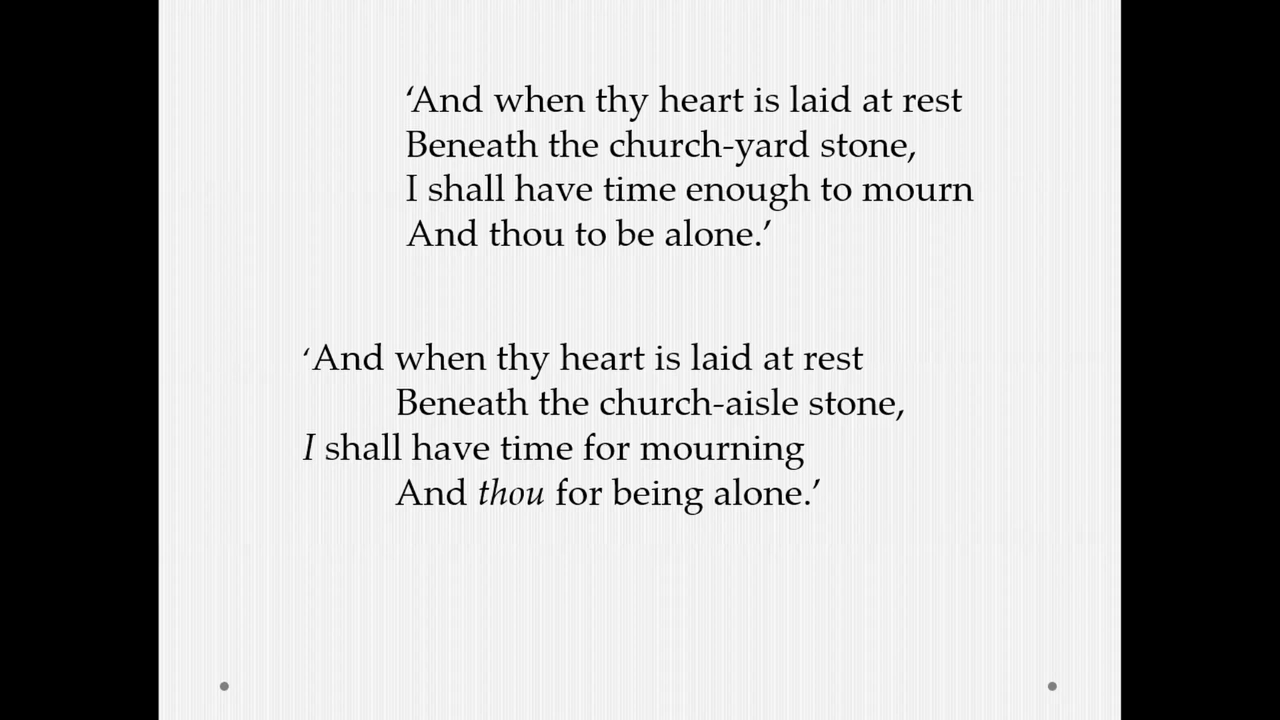 ‘And when thy heart is laid at rest
Beneath the church-yard stone,
I shall have time enough to mourn
And thou to be alone.’
‘And when thy heart is laid at rest
Beneath the church-aisle stone,
I shall have time for mourning
And thou for being alone.’